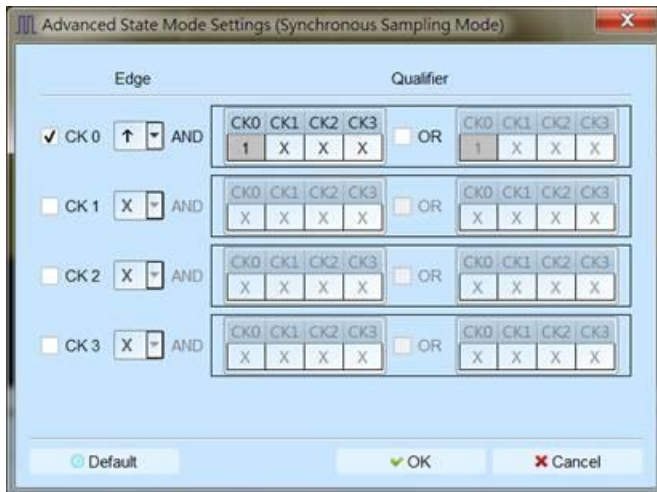 Advanced State Mode Settings (Synchronous Sampling Mode)
Edge Qualifier
CK 0 ↑ AND CK0 CK1 CK2 CK3 OR CK0 CK1 CK2 CK3
1 X X X 1 X X X
CK 1 X AND CK0 CK1 CK2 CK3 OR CK0 CK1 CK2 CK3
X X X X X X X X
CK 2 X AND CK0 CK1 CK2 CK3 OR CK0 CK1 CK2 CK3
X X X X X X X X
CK 3 X AND CK0 CK1 CK2 CK3 OR CK0 CK1 CK2 CK3
X X X X X X X X
Default OK Cancel